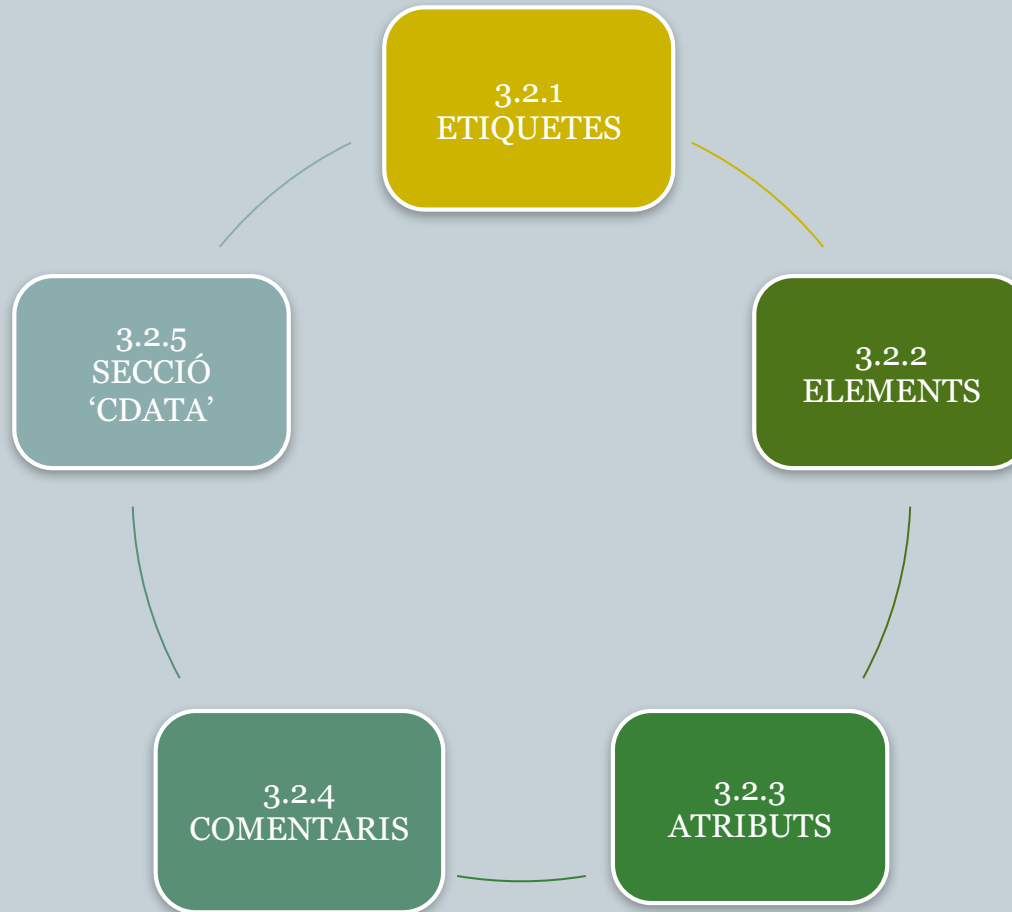 3.2.1
ETIQUETES
3.2.2
ELEMENTS
3.2.3
ATRIBUTS
3.2.4
COMENTARIS
3.2.5
SECCIÓ
‘CDATA’